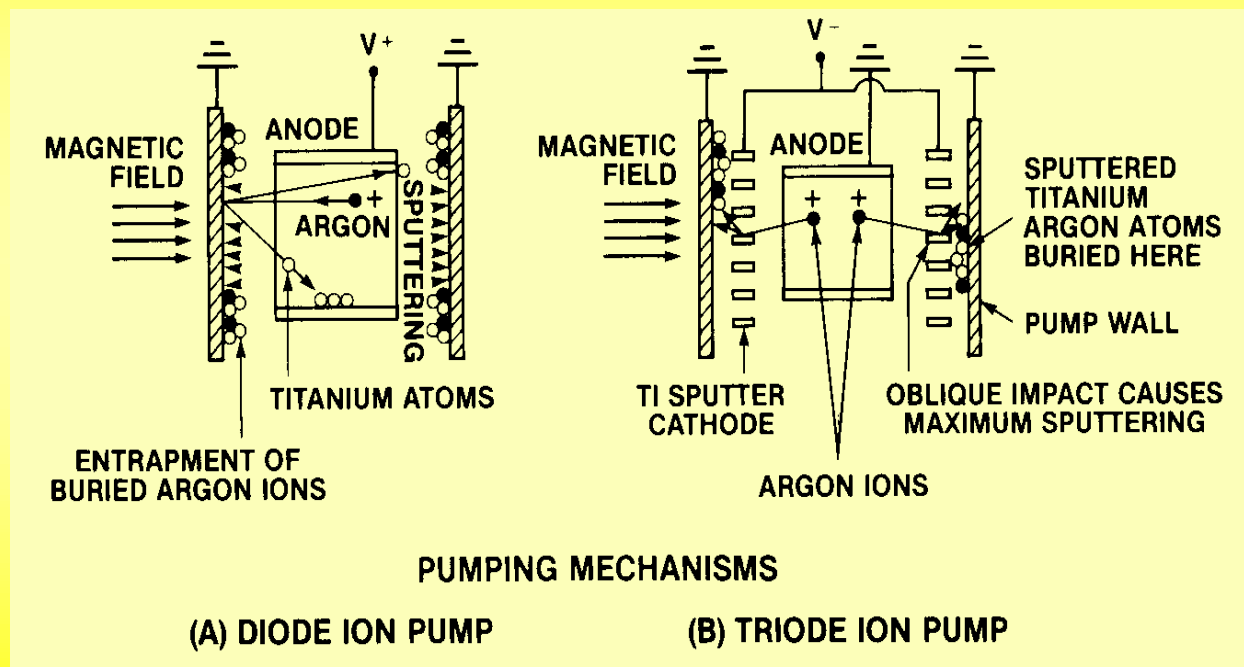 V+
ANODE
MAGNETIC
FIELD
+
ARGON
SPUTTERING
TITANIUM ATOMS
ENTRAPMENT OF
BURIED ARGON IONS
V-
ANODE
MAGNETIC
FIELD
+ +
SPUTTERED
TITANIUM
ARGON ATOMS
BURIED HERE
PUMP WALL
TI SPUTTER
CATHODE
OBLIQUE IMPACT CAUSES
MAXIMUM SPUTTERING
ARGON IONS
PUMPING MECHANISMS
(A) DIODE ION PUMP
(B) TRIODE ION PUMP